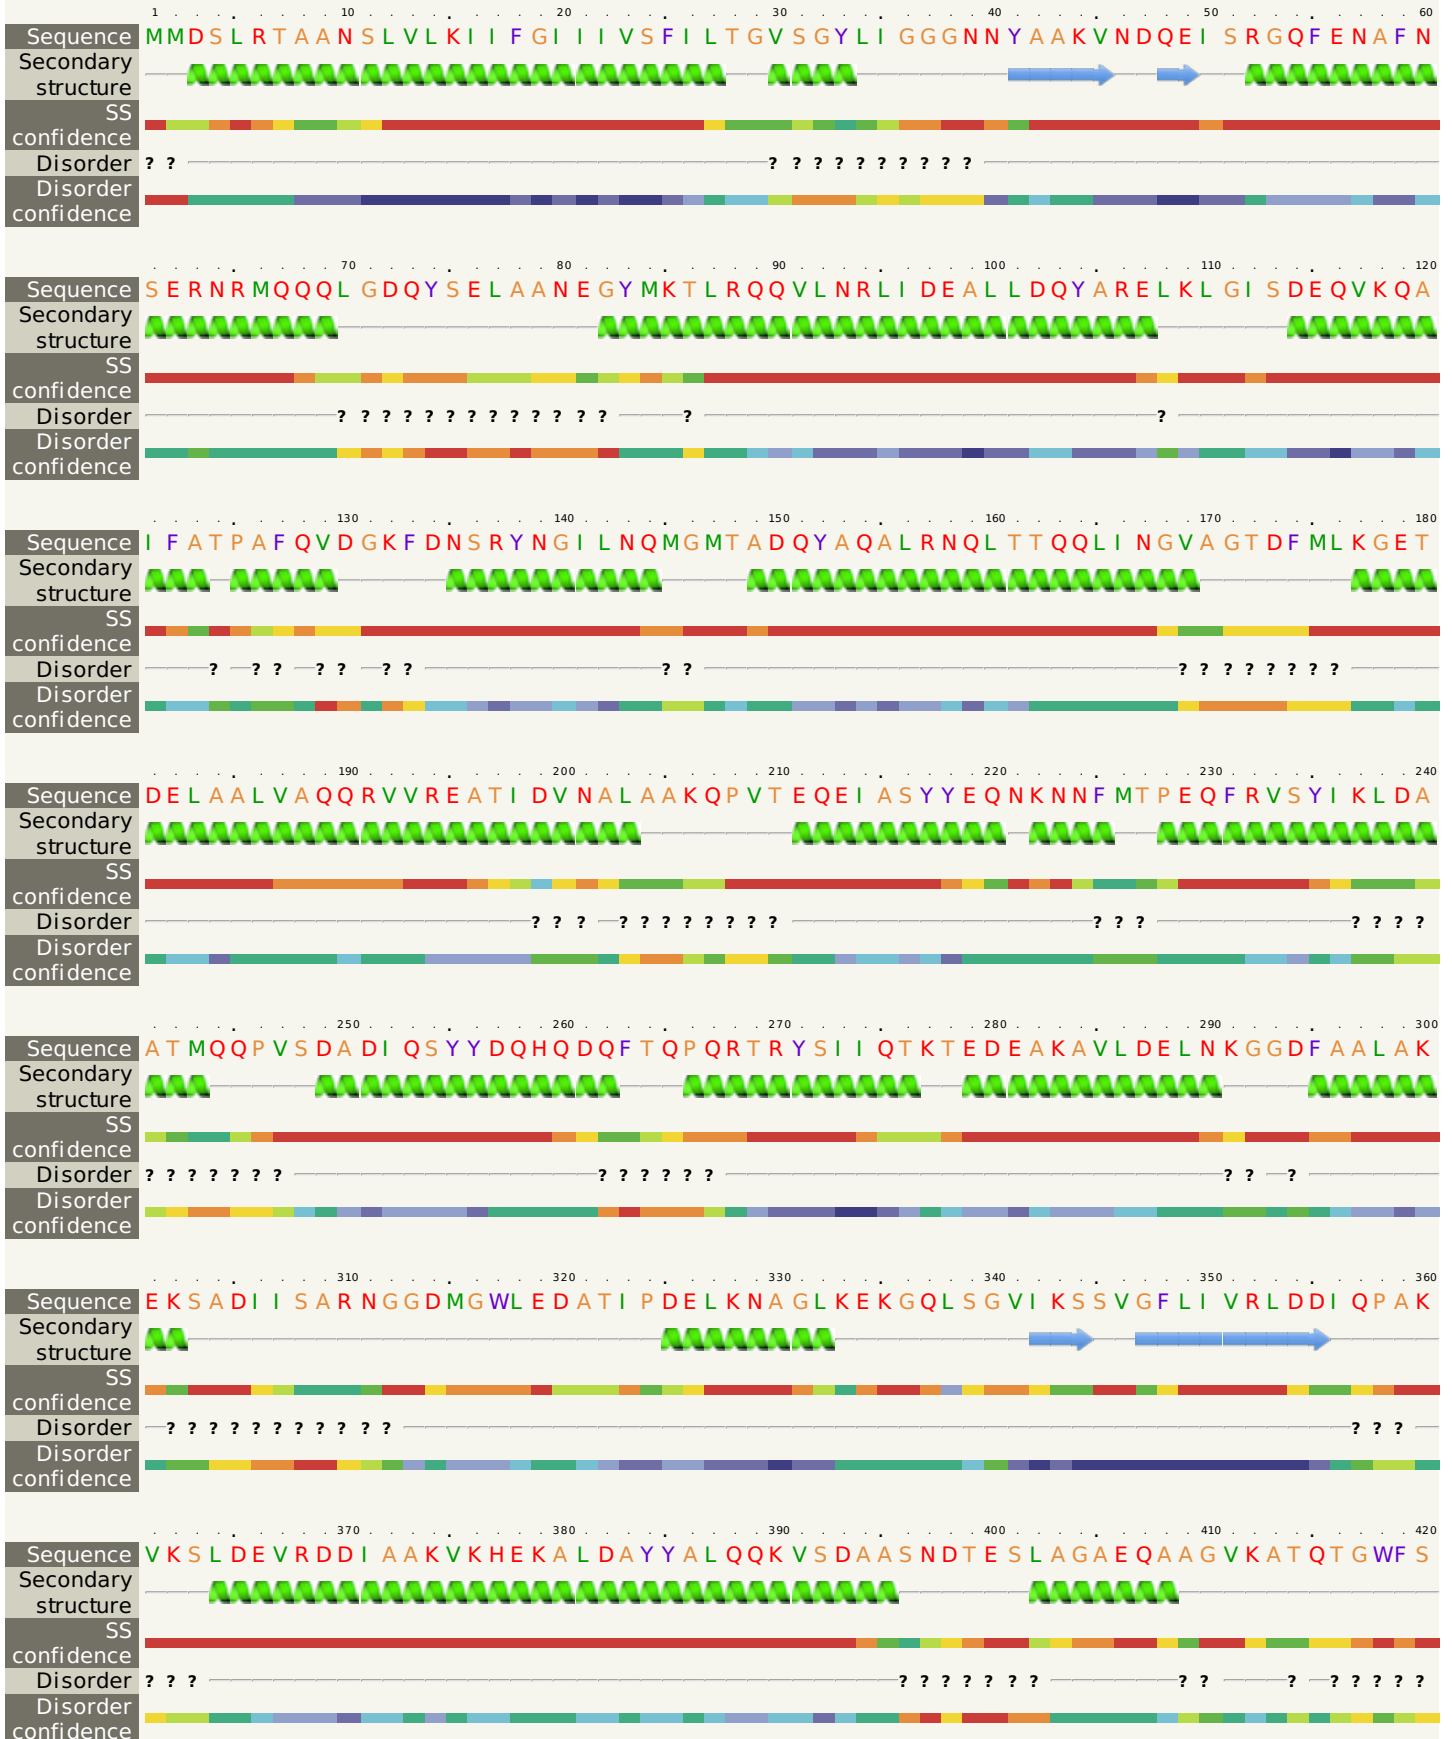 1 10 20 30 40 50 60
Sequence MMDSLRTAANSLVLKIIFGIIIVSFILTGVSGYLIGGGNNYAAKVNDQEISRGQFENAFN
Secondary
structure
SS
confidence
Disorder ? ? ? ? ? ? ? ? ? ? ? ?
Disorder
confidence
70 80 90 100 110 120
Sequence SERNRMQQQLGDQYSELAANEGYMKTLRQQVLNRLIDEALLDQYARELKLGISDEQVKQA
Secondary
structure
SS
confidence
Disorder ? ? ? ? ? ? ? ? ? ? ? ? ? ? ?
Disorder
confidence
130 140 150 160 170 180
Sequence IFATPAFQVDGKFDNSRYNGILNQMGMTADQYAQALRNQLTTQQLINGVAGTDFMLKGET
Secondary
structure
SS
confidence
Disorder ? ? ? ? ? ? ? ? ? ? ? ? ? ? ? ? ?
Disorder
confidence
190 200 210 220 230 240
Sequence DELAALVAQQRVVREATIDVNALAAKQPVTEQEIASYYEQNKNNFMTPEQFRVSYIKLDA
Secondary
structure
SS
confidence
Disorder ? ? ? ? ? ? ? ? ? ? ? ? ? ? ? ? ? ?
Disorder
confidence
250 260 270 280 290 300
Sequence ATMQQPVSDADIQSYYDQHQDQFTQPQRTRYSIIQTKTEDEAKAVLDELNKGGDFAALAK
Secondary
structure
SS
confidence
Disorder ? ? ? ? ? ? ? ? ? ? ? ? ? ? ? ?
Disorder
confidence
310 320 330 340 350 360
Sequence EKSADIISARNGGDMGWLEDATIPDELKNAGLKEKGQLSGVIKSSVGFLIVRLDDIQPAK
Secondary
structure
SS
confidence
Disorder ? ? ? ? ? ? ? ? ? ? ? ? ? ?
Disorder
confidence
370 380 390 400 410 420
Sequence VKSLDEVRDDIAAKVKHEKALDAYYALQQKVSDAASNDTESLAGAEQAAGVKATQTGWFS
Secondary
structure
SS
confidence
Disorder ? ? ? ? ? ? ? ? ? ? ? ? ? ? ? ? ? ?
Disorder
confidence